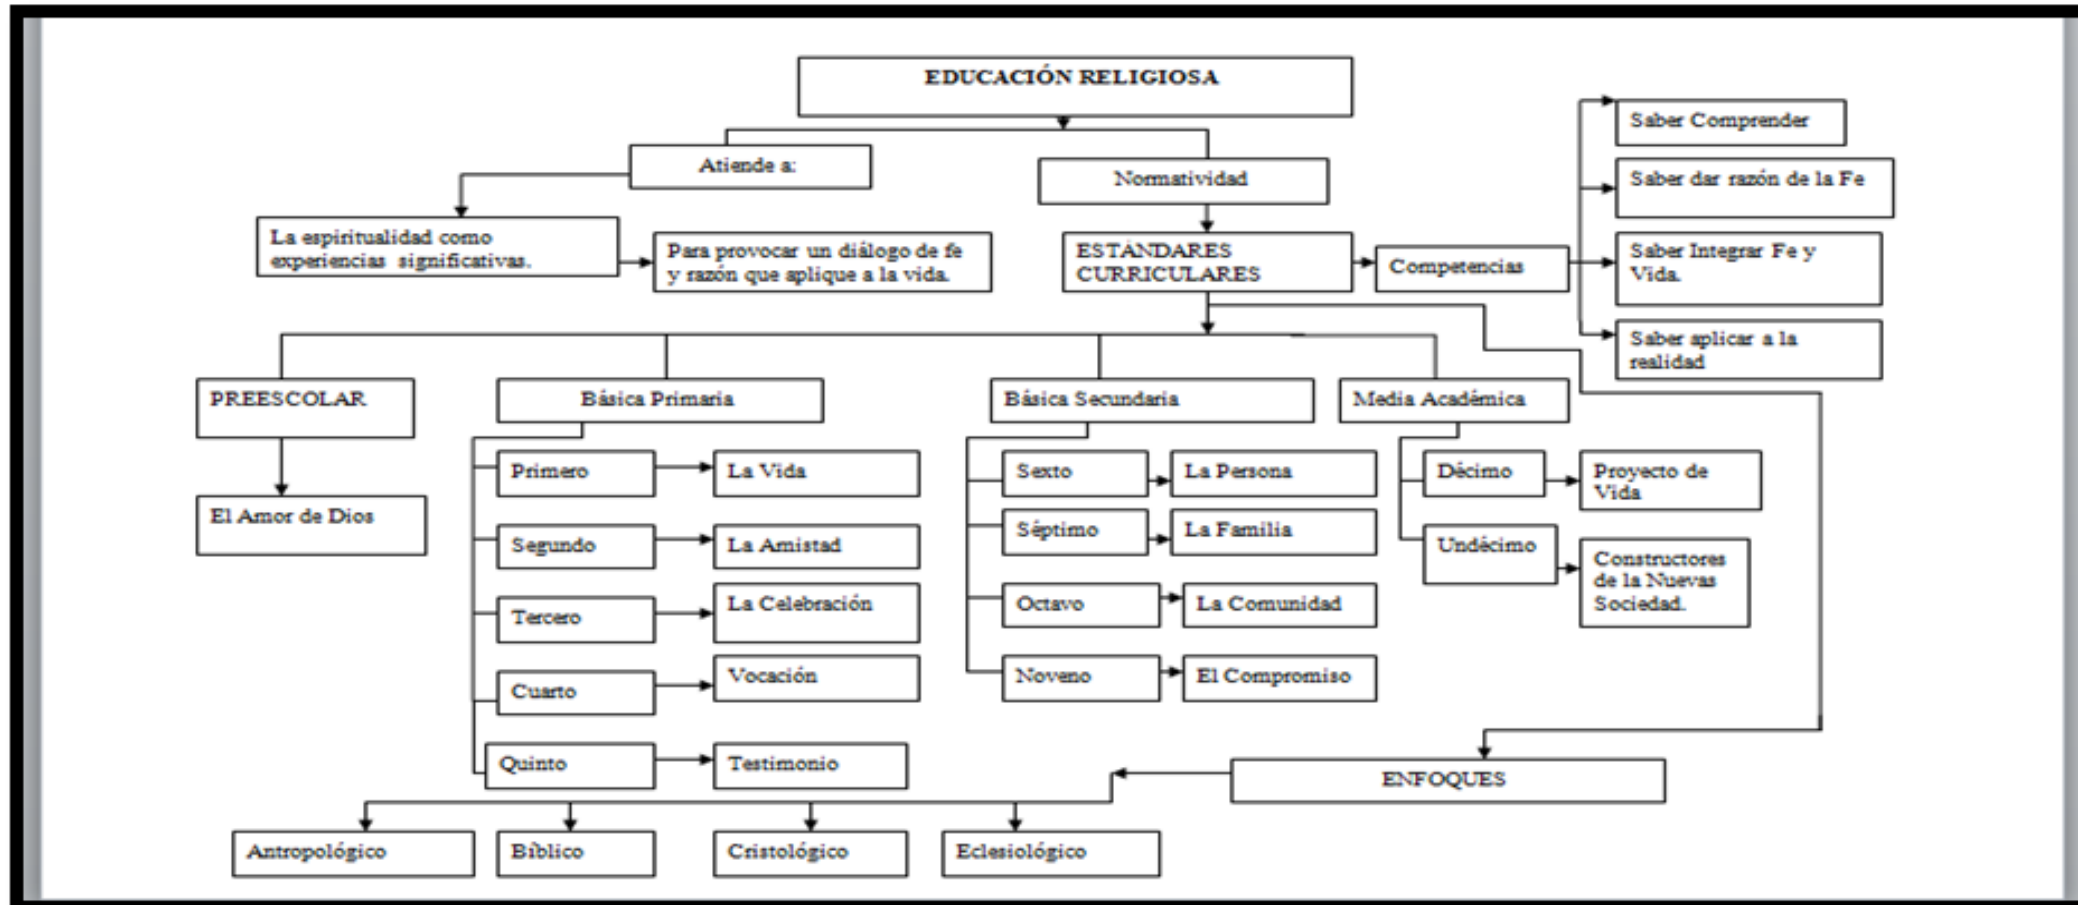 EDUCACIÓN RELIGIOSA
Atiende a:
Normatividad
La espiritualidad como
experiencias significativas.
Para provocar un diálogo de fe
y razón que aplique a la vida.
ESTÁNDARES
CURRICULARES
Competencias
Saber Comprender
Saber dar razón de la Fe
Saber Integrar Fe y
Vida.
Saber aplicar a la
realidad
PREESCOLAR
El Amor de Dios
Básica Primaria
Primero
La Vida
Segundo
La Amistad
Tercero
La Celebración
Cuarto
Vocación
Quinto
Testimonio
Básica Secundaria
Sexto
La Persona
Séptimo
La Familia
Octavo
La Comunidad
Noveno
El Compromiso
Media Académica
Décimo
Proyecto de
Vida
Undécimo
Constructores
de la Nuevas
Sociedad.
ENFOQUES
Antropológico
Bíblico
Cristológico
Eclesiológico